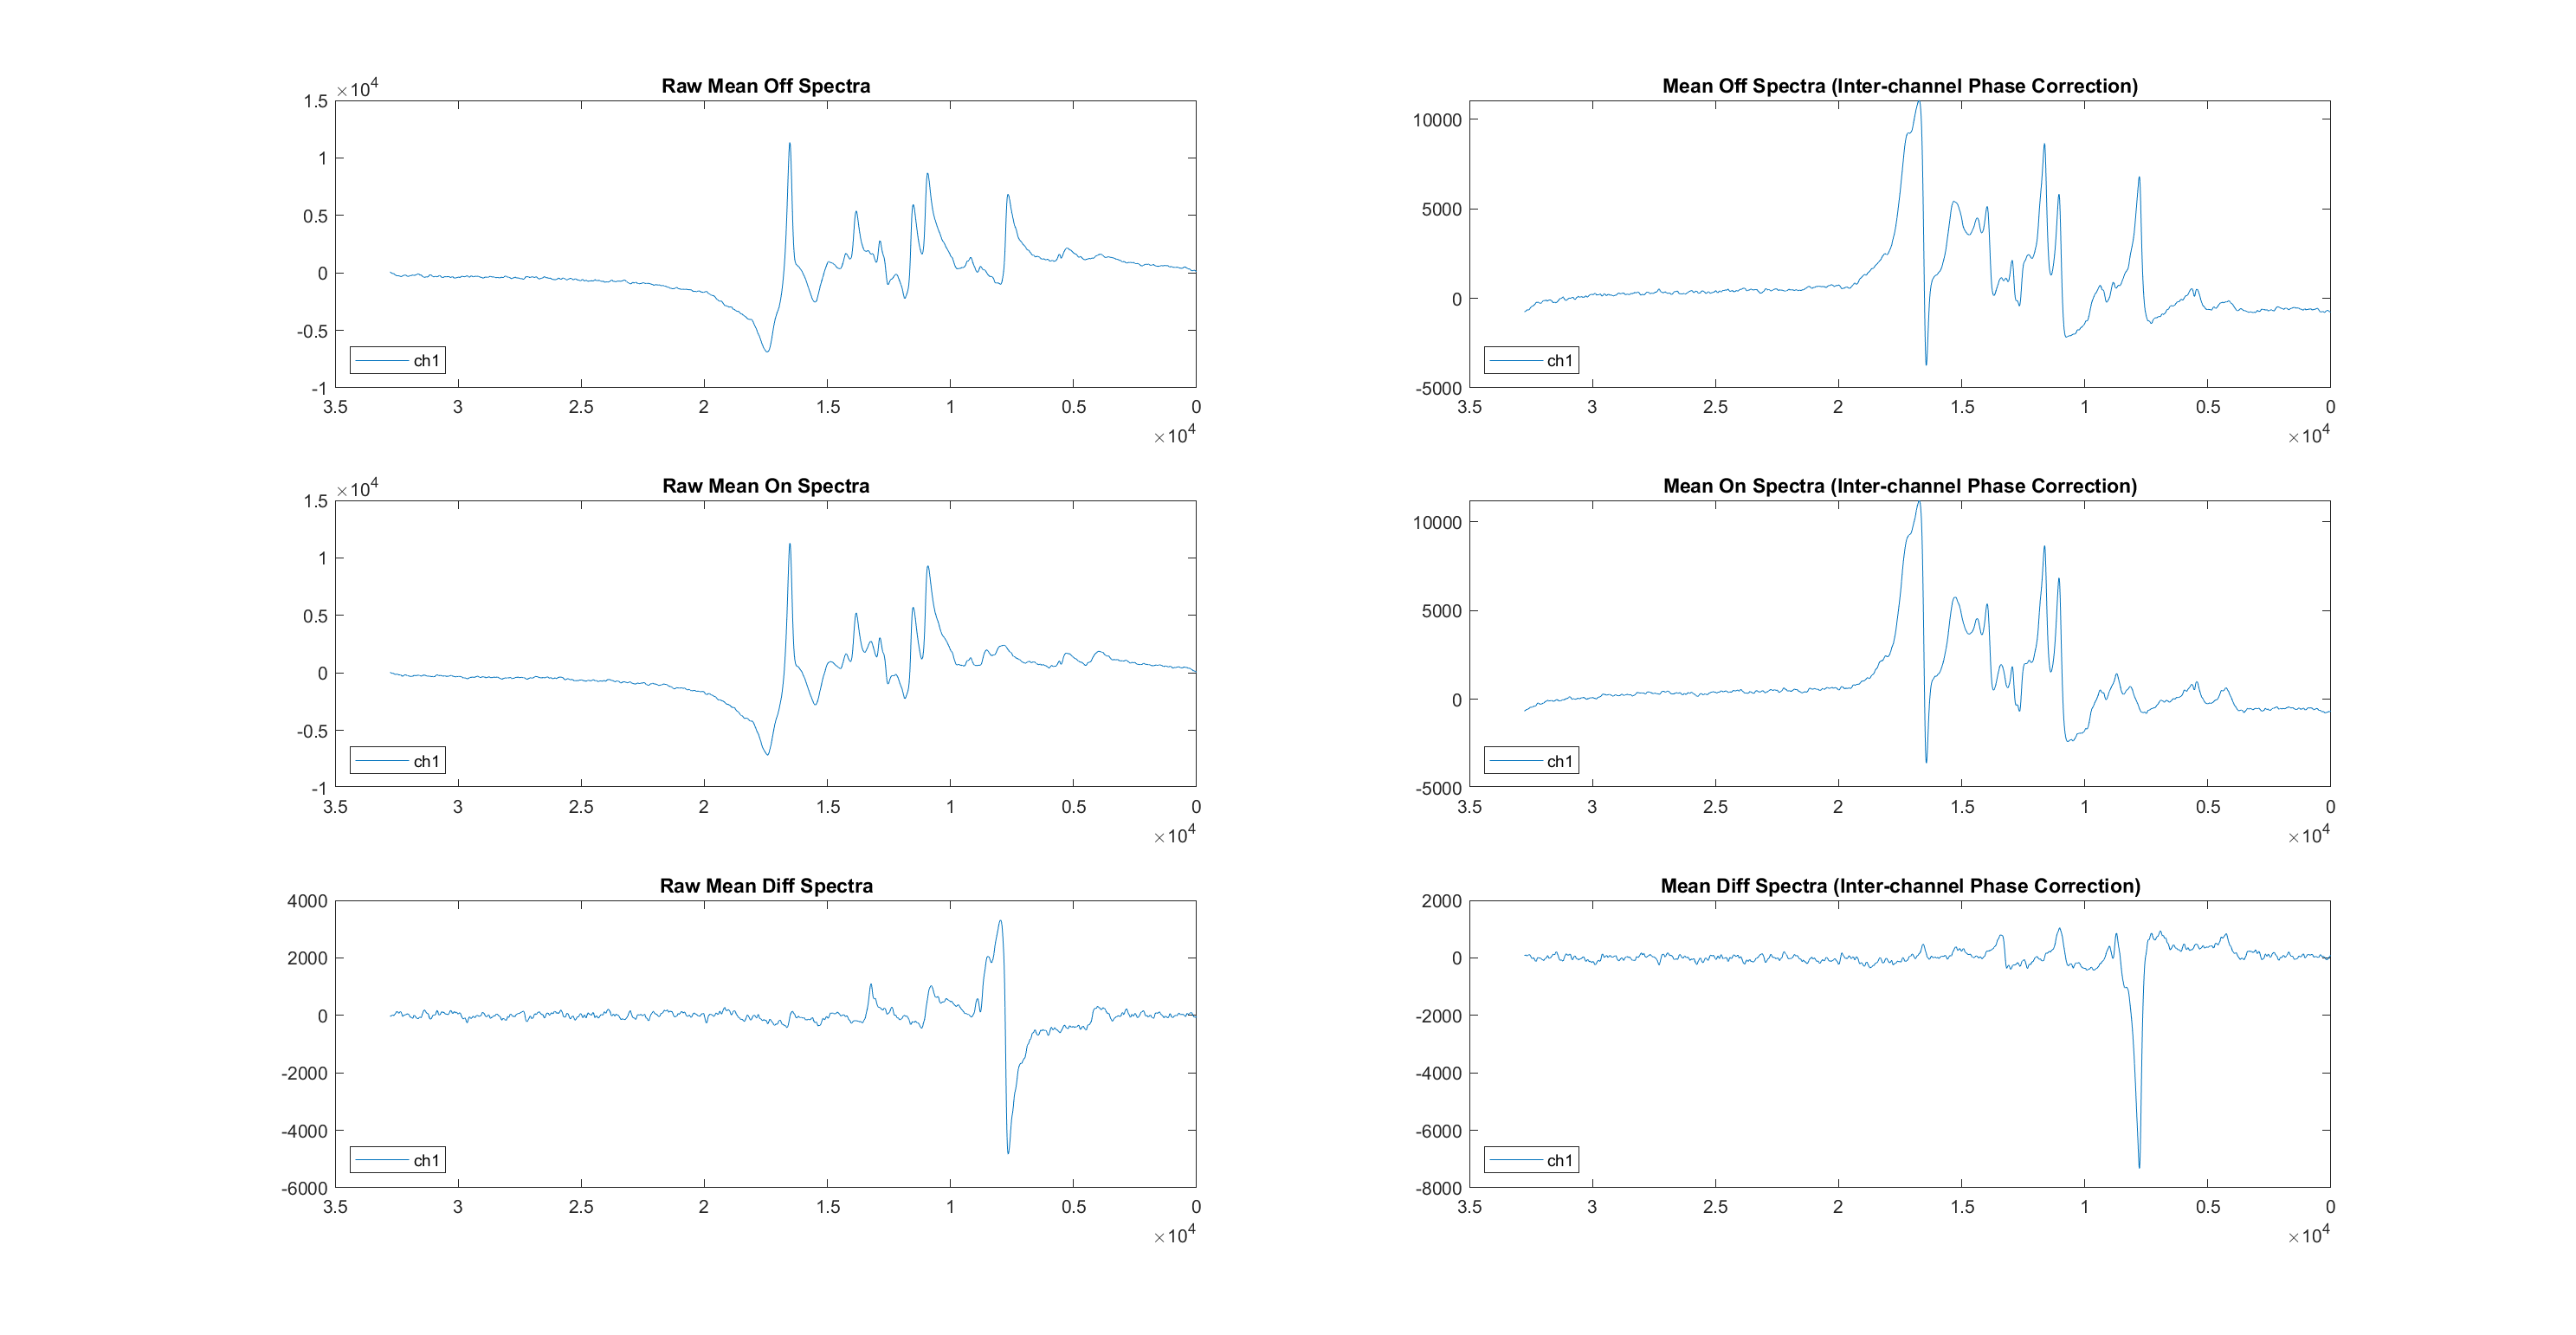 Raw Mean Off Spectra
×10^4
1.5
1
0.5
0
-0.5
-1
ch1
3.5 3 2.5 2 1.5 1 0.5 0
×10^4
Mean Off Spectra (Inter-channel Phase Correction)
10000
5000
0
-5000
ch1
3.5 3 2.5 2 1.5 1 0.5 0
×10^4
Raw Mean On Spectra
×10^4
1.5
1
0.5
0
-0.5
-1
ch1
3.5 3 2.5 2 1.5 1 0.5 0
×10^4
Mean On Spectra (Inter-channel Phase Correction)
10000
5000
0
-5000
ch1
3.5 3 2.5 2 1.5 1 0.5 0
×10^4
Raw Mean Diff Spectra
4000
2000
0
-2000
-4000
-6000
ch1
3.5 3 2.5 2 1.5 1 0.5 0
×10^4
Mean Diff Spectra (Inter-channel Phase Correction)
2000
0
-2000
-4000
-6000
-8000
ch1
3.5 3 2.5 2 1.5 1 0.5 0
×10^4